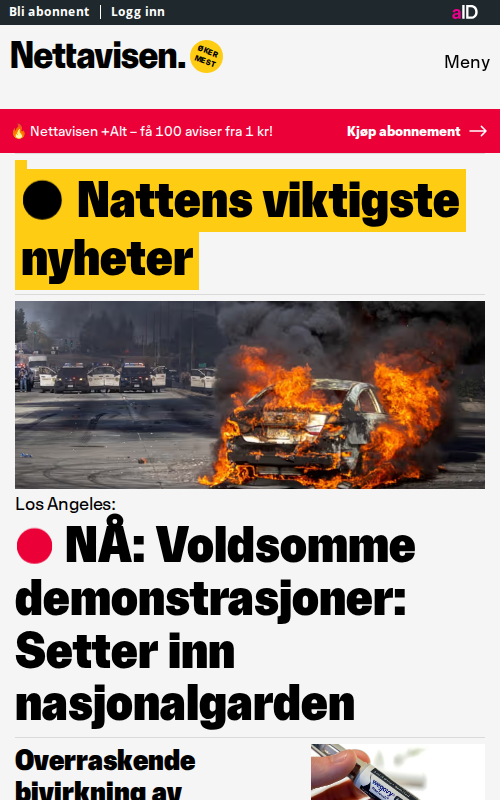 Bli abonnent | Logg inn
aID
Nettavisen.
ØKER
MEST
Meny
🔥 Nettavisen +Alt – få 100 aviser fra 1 kr!
Kjøp abonnement →
Nattens viktigste
nyheter
Los Angeles:
NÅ: Voldsomme
demonstrasjoner:
Setter inn
nasjonalgarden
Overraskende
bivirkning av
wegovy